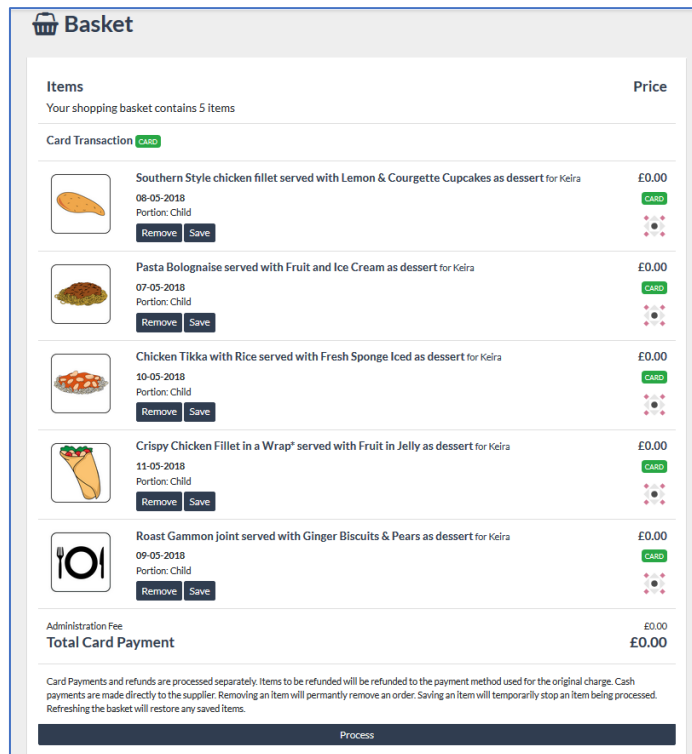 Basket
Items Price
Your shopping basket contains 5 items
Card Transaction CARD
Southern Style chicken fillet served with Lemon & Courgette Cupcakes as dessert for Keira £0.00
08-05-2018 CARD
Portion: Child
Remove Save
Pasta Bolognaise served with Fruit and Ice Cream as dessert for Keira £0.00
07-05-2018 CARD
Portion: Child
Remove Save
Chicken Tikka with Rice served with Fresh Sponge Iced as dessert for Keira £0.00
10-05-2018 CARD
Portion: Child
Remove Save
Crispy Chicken Fillet in a Wrap* served with Fruit in Jelly as dessert for Keira £0.00
11-05-2018 CARD
Portion: Child
Remove Save
Roast Gammon joint served with Ginger Biscuits & Pears as dessert for Keira £0.00
09-05-2018 CARD
Portion: Child
Remove Save
Administration Fee £0.00
Total Card Payment £0.00
Card Payments and refunds are processed separately. Items to be refunded will be refunded to the payment method used for the original charge. Cash
payments are made directly to the supplier. Removing an item will permantly remove an order. Saving an item will temporarily stop an item being processed.
Refreshing the basket will restore any saved items.
Process